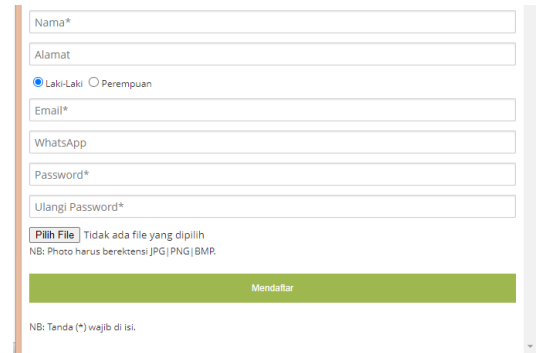 Nama*
Alamat
Laki-Laki Perempuan
Email*
WhatsApp
Password*
Ulangi Password*
Pilih File Tidak ada file yang dipilih
NB: Photo harus berektensi JPG|PNG|BMP.
Mendaftar
NB: Tanda (*) wajib di isi.